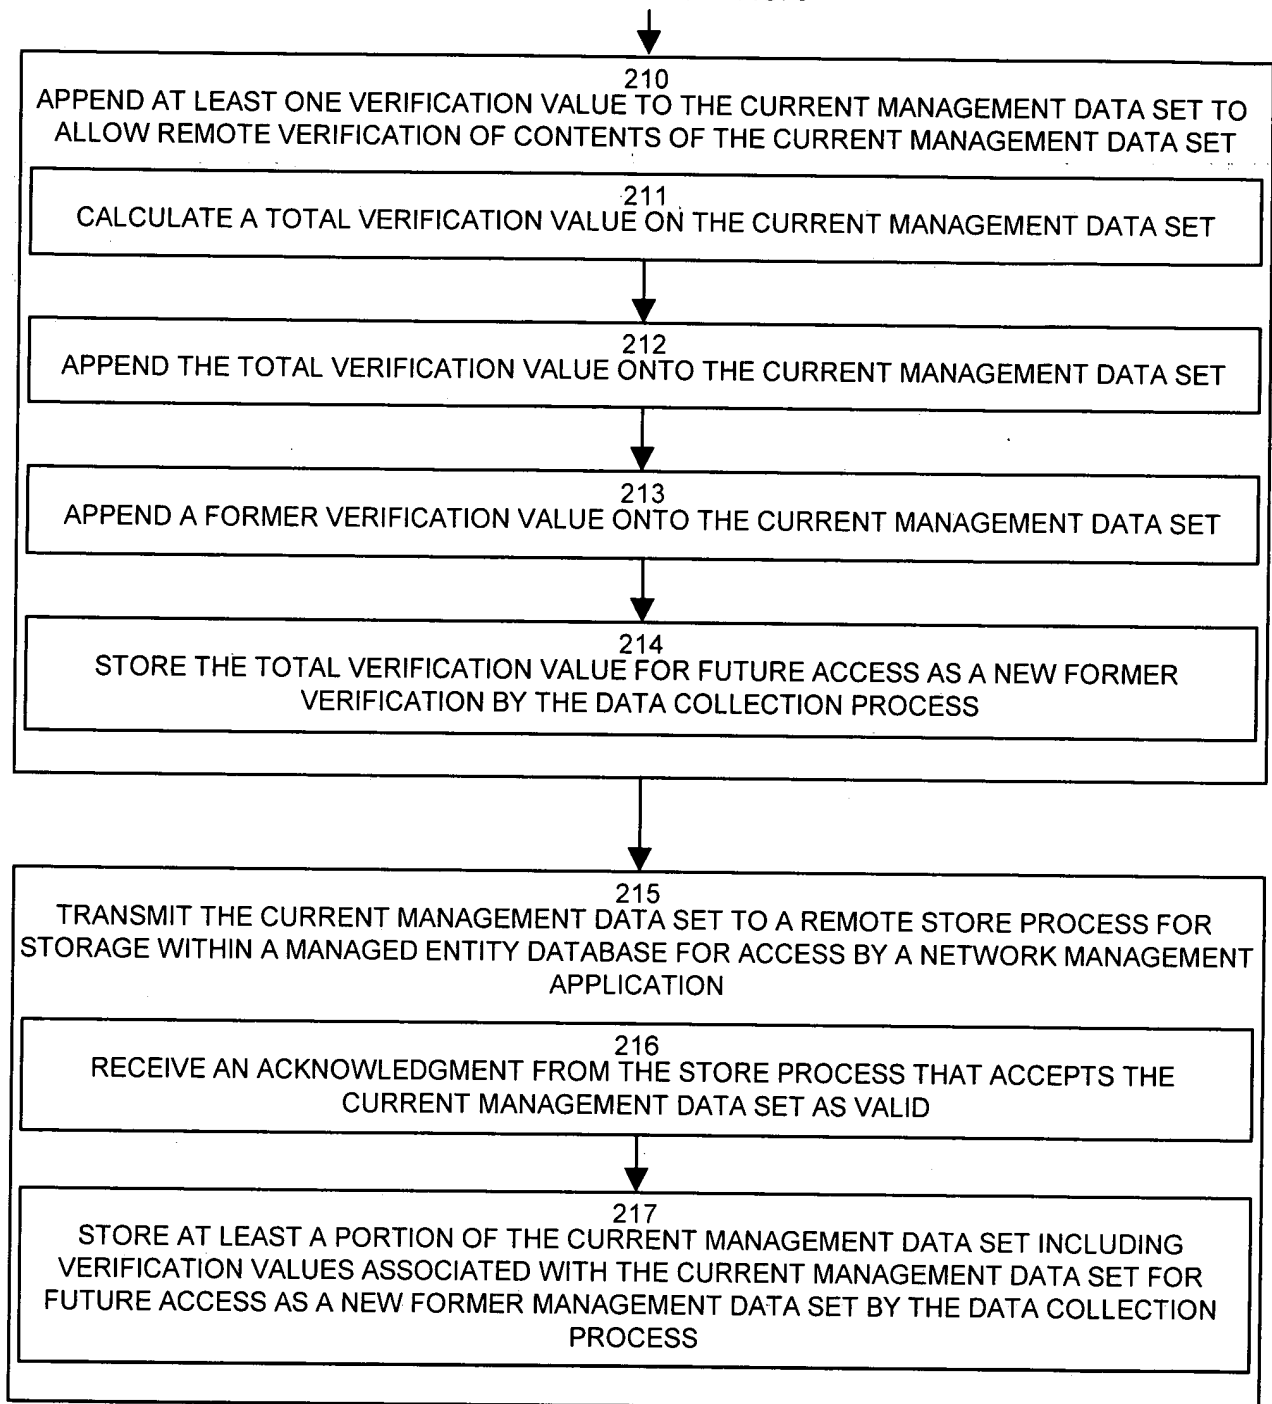 210
APPEND AT LEAST ONE VERIFICATION VALUE TO THE CURRENT MANAGEMENT DATA SET TO
ALLOW REMOTE VERIFICATION OF CONTENTS OF THE CURRENT MANAGEMENT DATA SET
211
CALCULATE A TOTAL VERIFICATION VALUE ON THE CURRENT MANAGEMENT DATA SET
212
APPEND THE TOTAL VERIFICATION VALUE ONTO THE CURRENT MANAGEMENT DATA SET
213
APPEND A FORMER VERIFICATION VALUE ONTO THE CURRENT MANAGEMENT DATA SET
214
STORE THE TOTAL VERIFICATION VALUE FOR FUTURE ACCESS AS A NEW FORMER
VERIFICATION BY THE DATA COLLECTION PROCESS
215
TRANSMIT THE CURRENT MANAGEMENT DATA SET TO A REMOTE STORE PROCESS FOR
STORAGE WITHIN A MANAGED ENTITY DATABASE FOR ACCESS BY A NETWORK MANAGEMENT
APPLICATION
216
RECEIVE AN ACKNOWLEDGMENT FROM THE STORE PROCESS THAT ACCEPTS THE
CURRENT MANAGEMENT DATA SET AS VALID
217
STORE AT LEAST A PORTION OF THE CURRENT MANAGEMENT DATA SET INCLUDING
VERIFICATION VALUES ASSOCIATED WITH THE CURRENT MANAGEMENT DATA SET FOR
FUTURE ACCESS AS A NEW FORMER MANAGEMENT DATA SET BY THE DATA COLLECTION
PROCESS